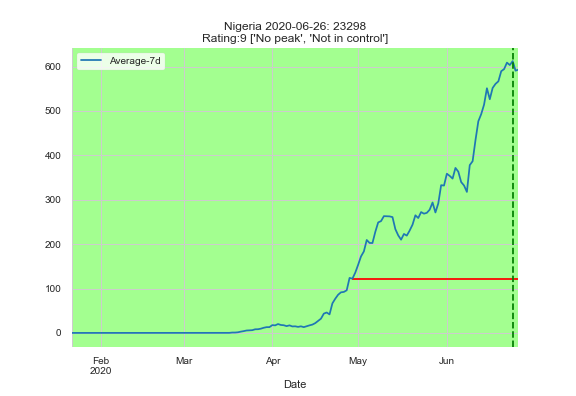 Nigeria 2020-06-26: 23298
Rating:9 ['No peak', 'Not in control']
Average-7d
600
500
400
300
200
100
0
Feb Mar Apr May Jun
2020
Date